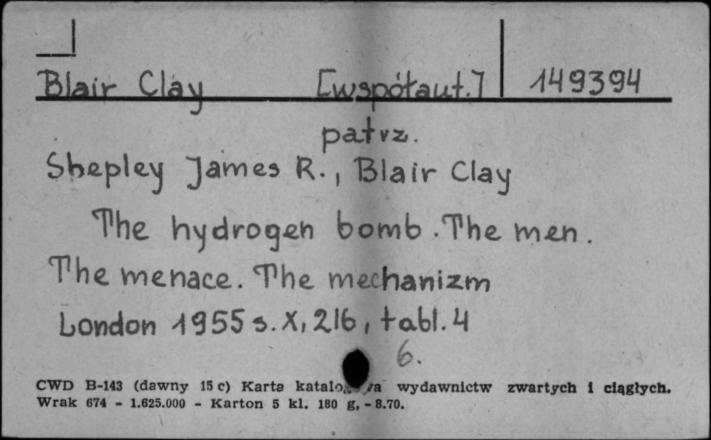 Blair Clay [współaut.] 149394
patrz.
Shepley James R., Blair Clay
The hydrogen bomb. The men.
The menace. The mechanizm
London 1955 s. X, 216, tabl. 4
6.
CWD B-143 (dawny 15 c) Karta wydawnictw zwartych i ciągłych.
Wrak 674 - 1.625.000 - Karton 5 kl. 180 g, - 8.70.